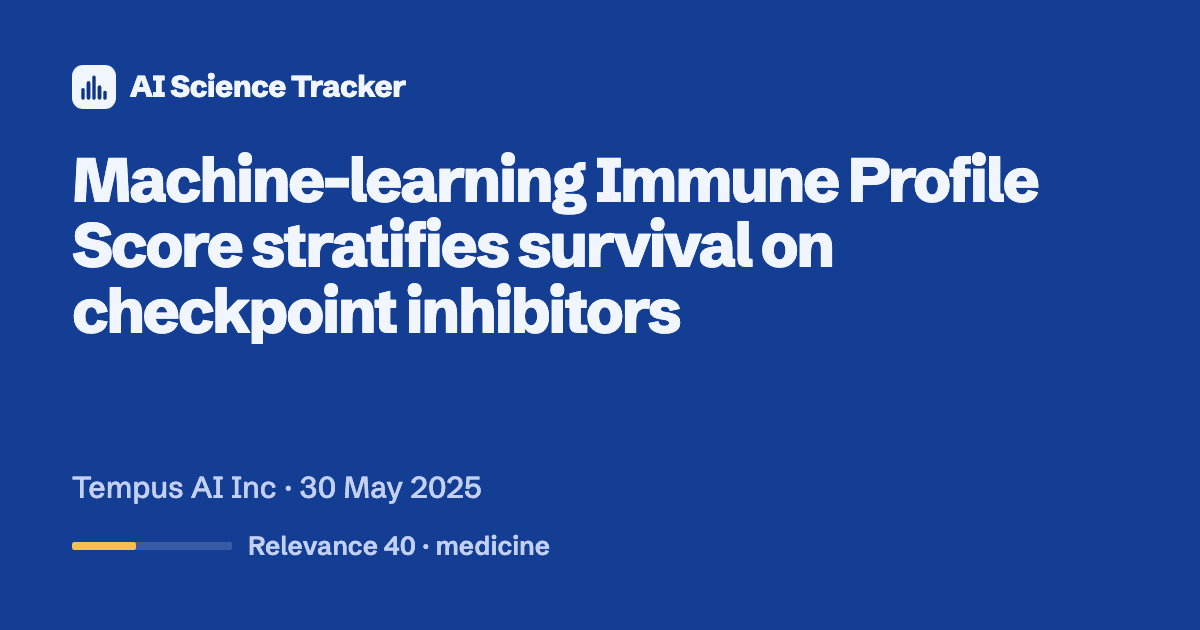 AI Science Tracker
Machine-learning Immune Profile
Score stratifies survival on
checkpoint inhibitors
Tempus AI Inc · 30 May 2025
Relevance 40 · medicine